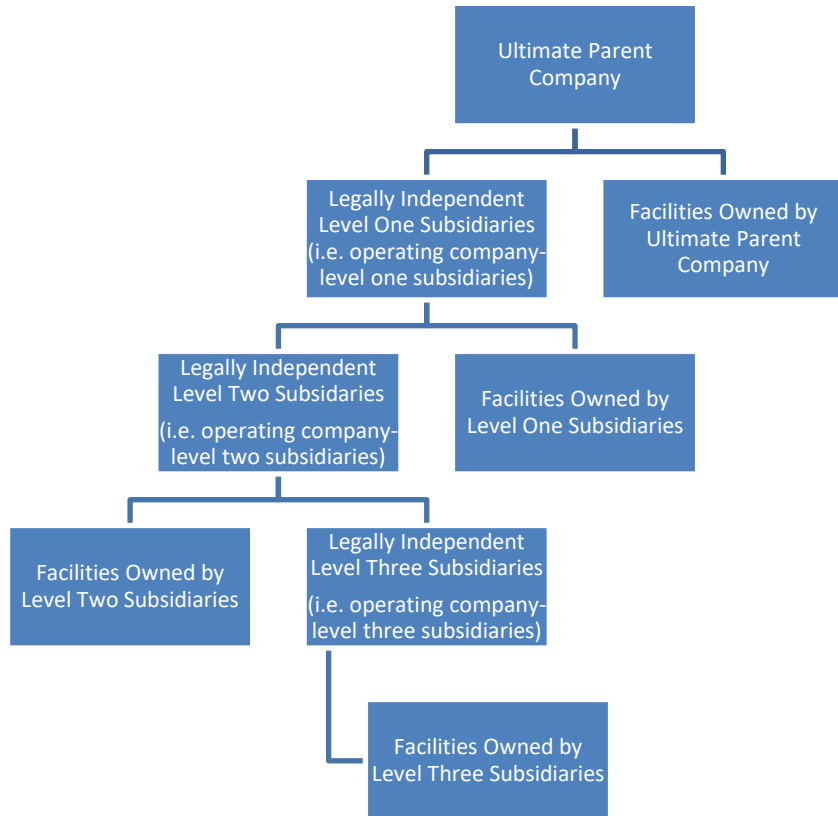 Ultimate Parent
Company
Legally Independent
Level One Subsidiaries
(i.e. operating company-
level one subsidiaries)
Facilities Owned by
Ultimate Parent
Company
Legally Independent
Level Two Subsidaries
(i.e. operating company-
level two subsidiaries)
Facilities Owned by
Level One Subsidiaries
Facilities Owned by
Level Two Subsidiaries
Legally Independent
Level Three Subsidiaries
(i.e. operating company-
level three subsidiaries)
Facilities Owned by
Level Three Subsidiaries